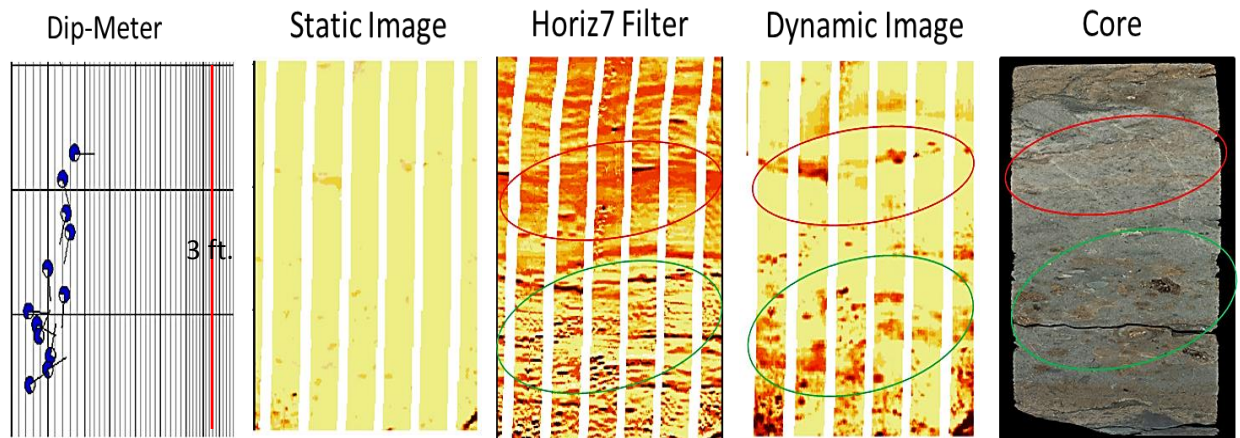 Dip-Meter
Static Image
Horiz7 Filter
Dynamic Image
Core
3 ft.